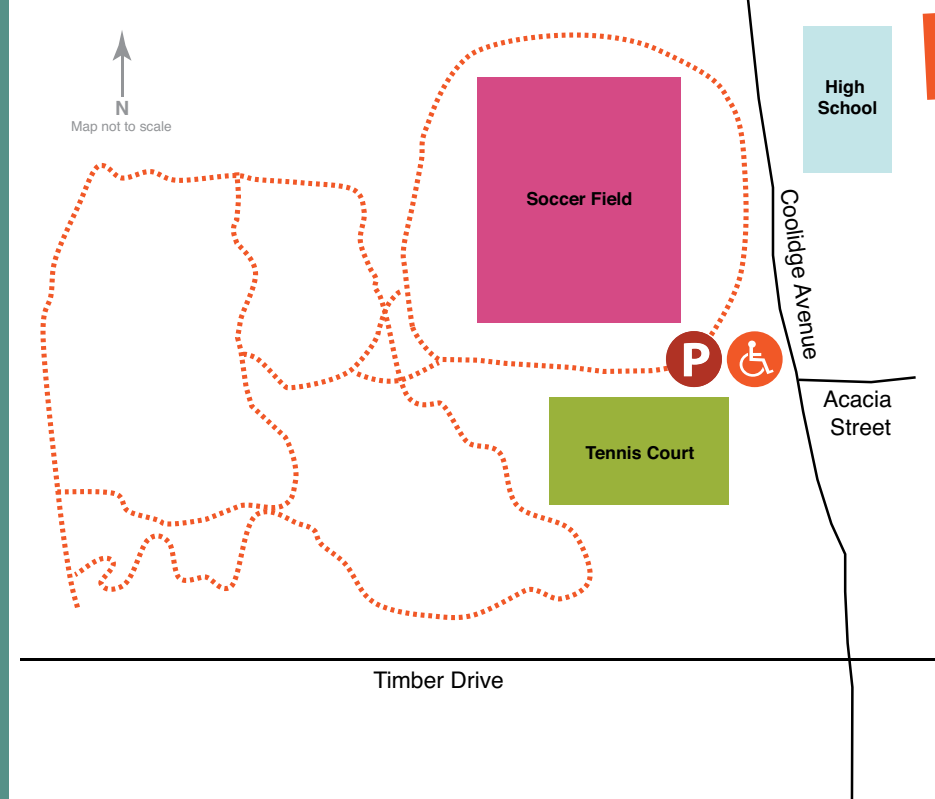 N
Map not to scale
High
School
Soccer Field
Coolidge Avenue
P
Acacia
Street
Tennis Court
Timber Drive